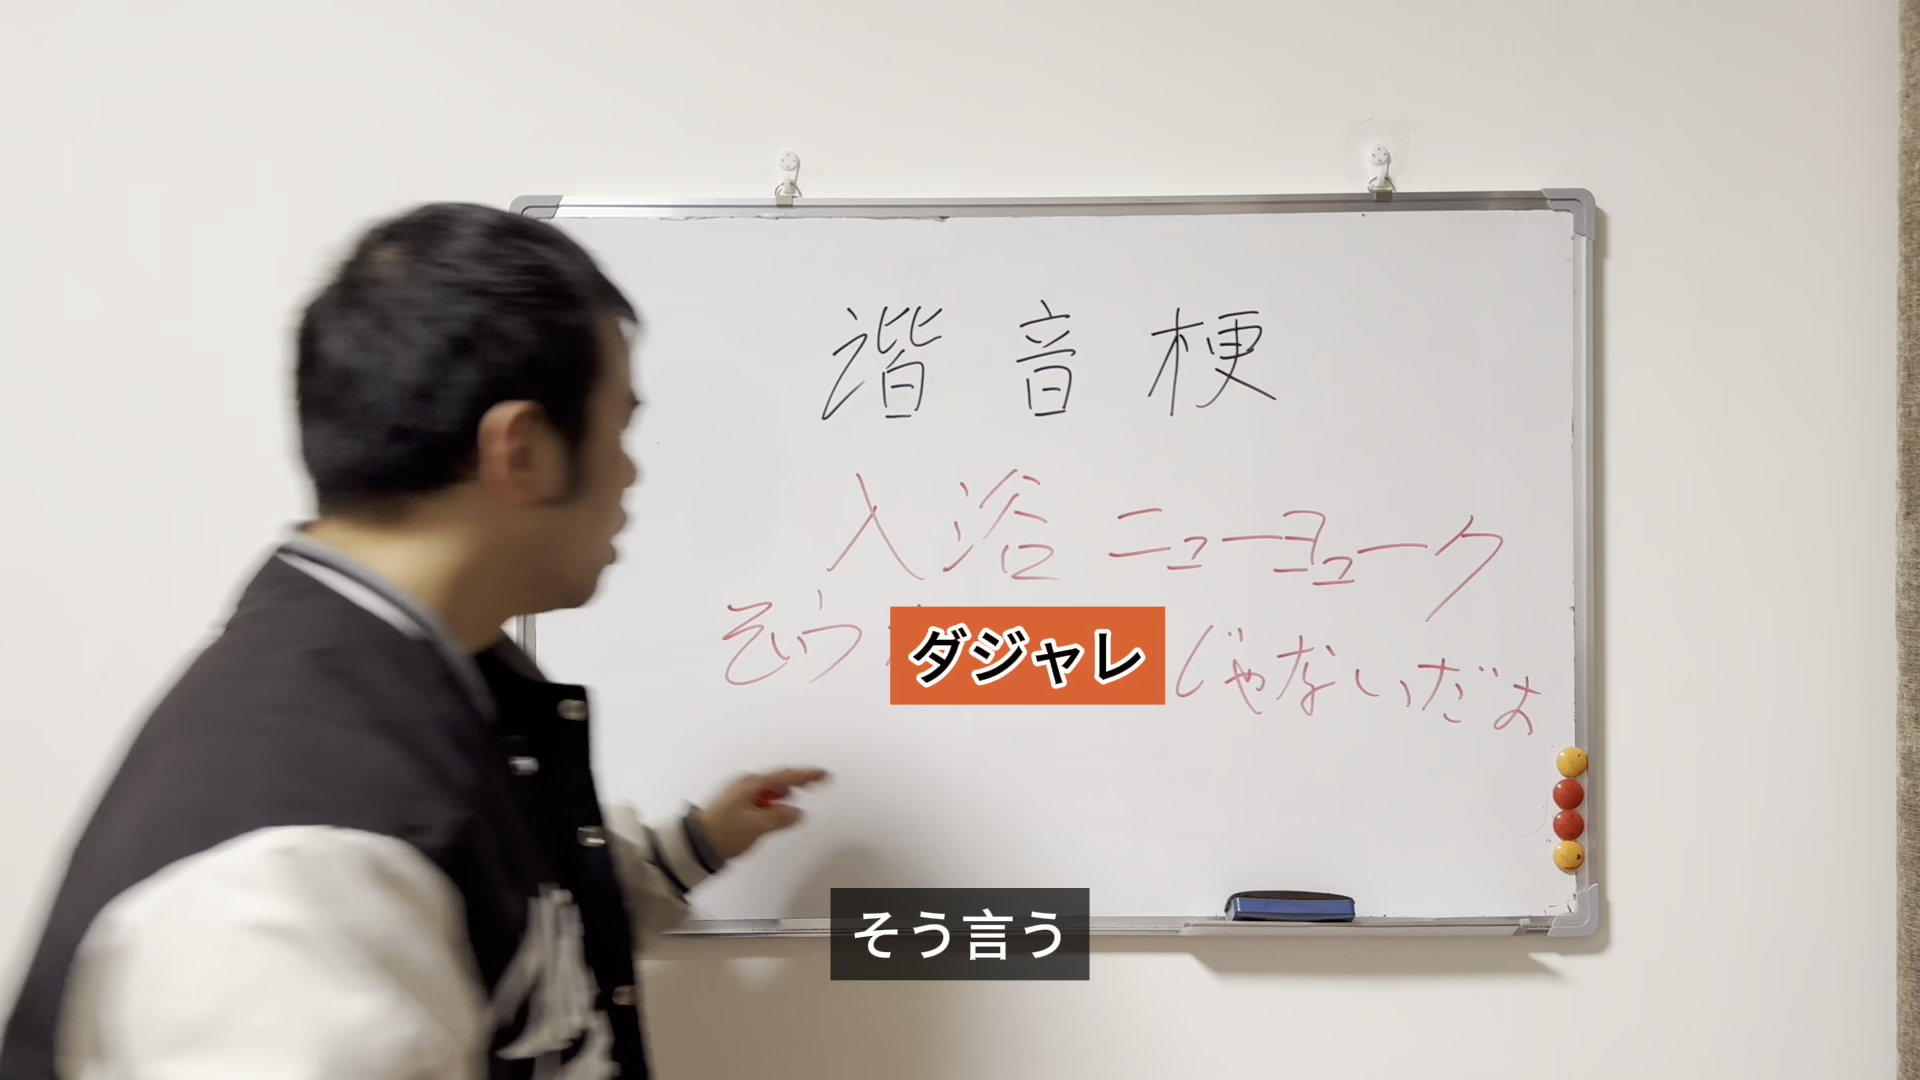 谐音梗
入浴ニューヨューク
そう
ダジャレ
じゃないだよ
そう言う